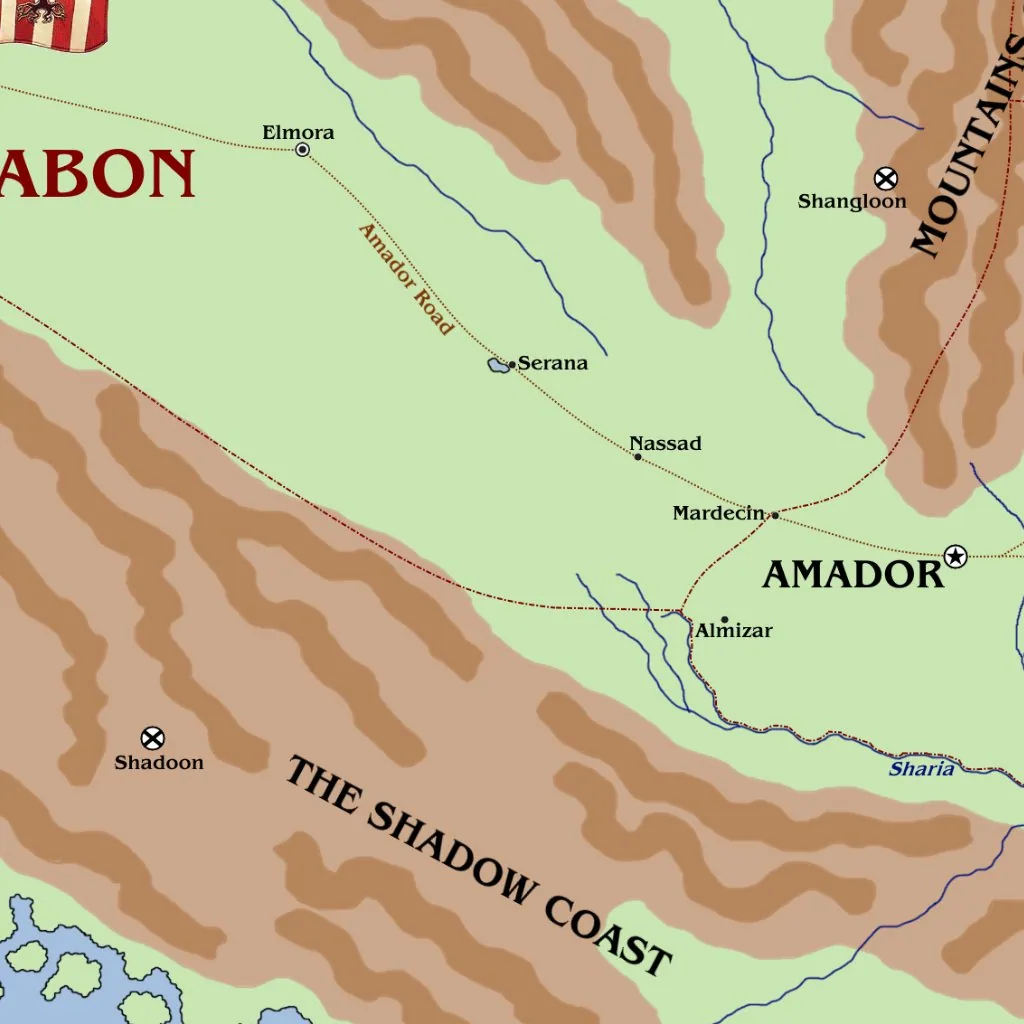 MOUNTAINS
Elmora
ABON
Shangloon
Amador Road
Serana
Nassad
Mardecin
AMADOR
Almizar
Shadoon
Sharia
THE SHADOW COAST